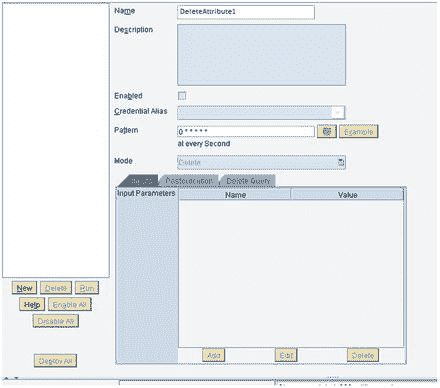 Name
DeleteAttribute1
Description
Enabled
Credential Alias
Pattern
0 * * * * *
Example
at every Second
Mode
Delete
Destination
Delete Query
Input Parameters
Name
Value
New
Delete
Run
Help
Enable All
Disable All
Deploy All
Add
Edit
Delete